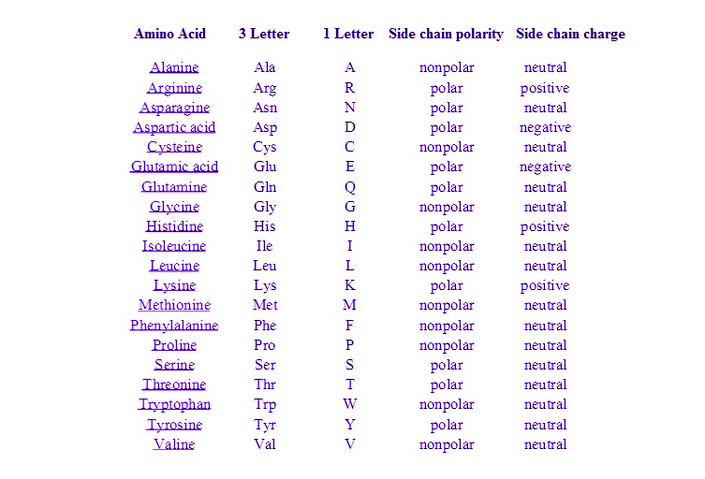 Amino Acid 3 Letter 1 Letter Side chain polarity Side chain charge
Alanine Ala A nonpolar neutral
Arginine Arg R polar positive
Asparagine Asn N polar neutral
Aspartic acid Asp D polar negative
Cysteine Cys C nonpolar neutral
Glutamic acid Glu E polar negative
Glutamine Gln Q polar neutral
Glycine Gly G nonpolar neutral
Histidine His H polar positive
Isoleucine Ile I nonpolar neutral
Leucine Leu L nonpolar neutral
Lysine Lys K polar positive
Methionine Met M nonpolar neutral
Phenylalanine Phe F nonpolar neutral
Proline Pro P nonpolar neutral
Serine Ser S polar neutral
Threonine Thr T polar neutral
Tryptophan Trp W nonpolar neutral
Tyrosine Tyr Y polar neutral
Valine Val V nonpolar neutral